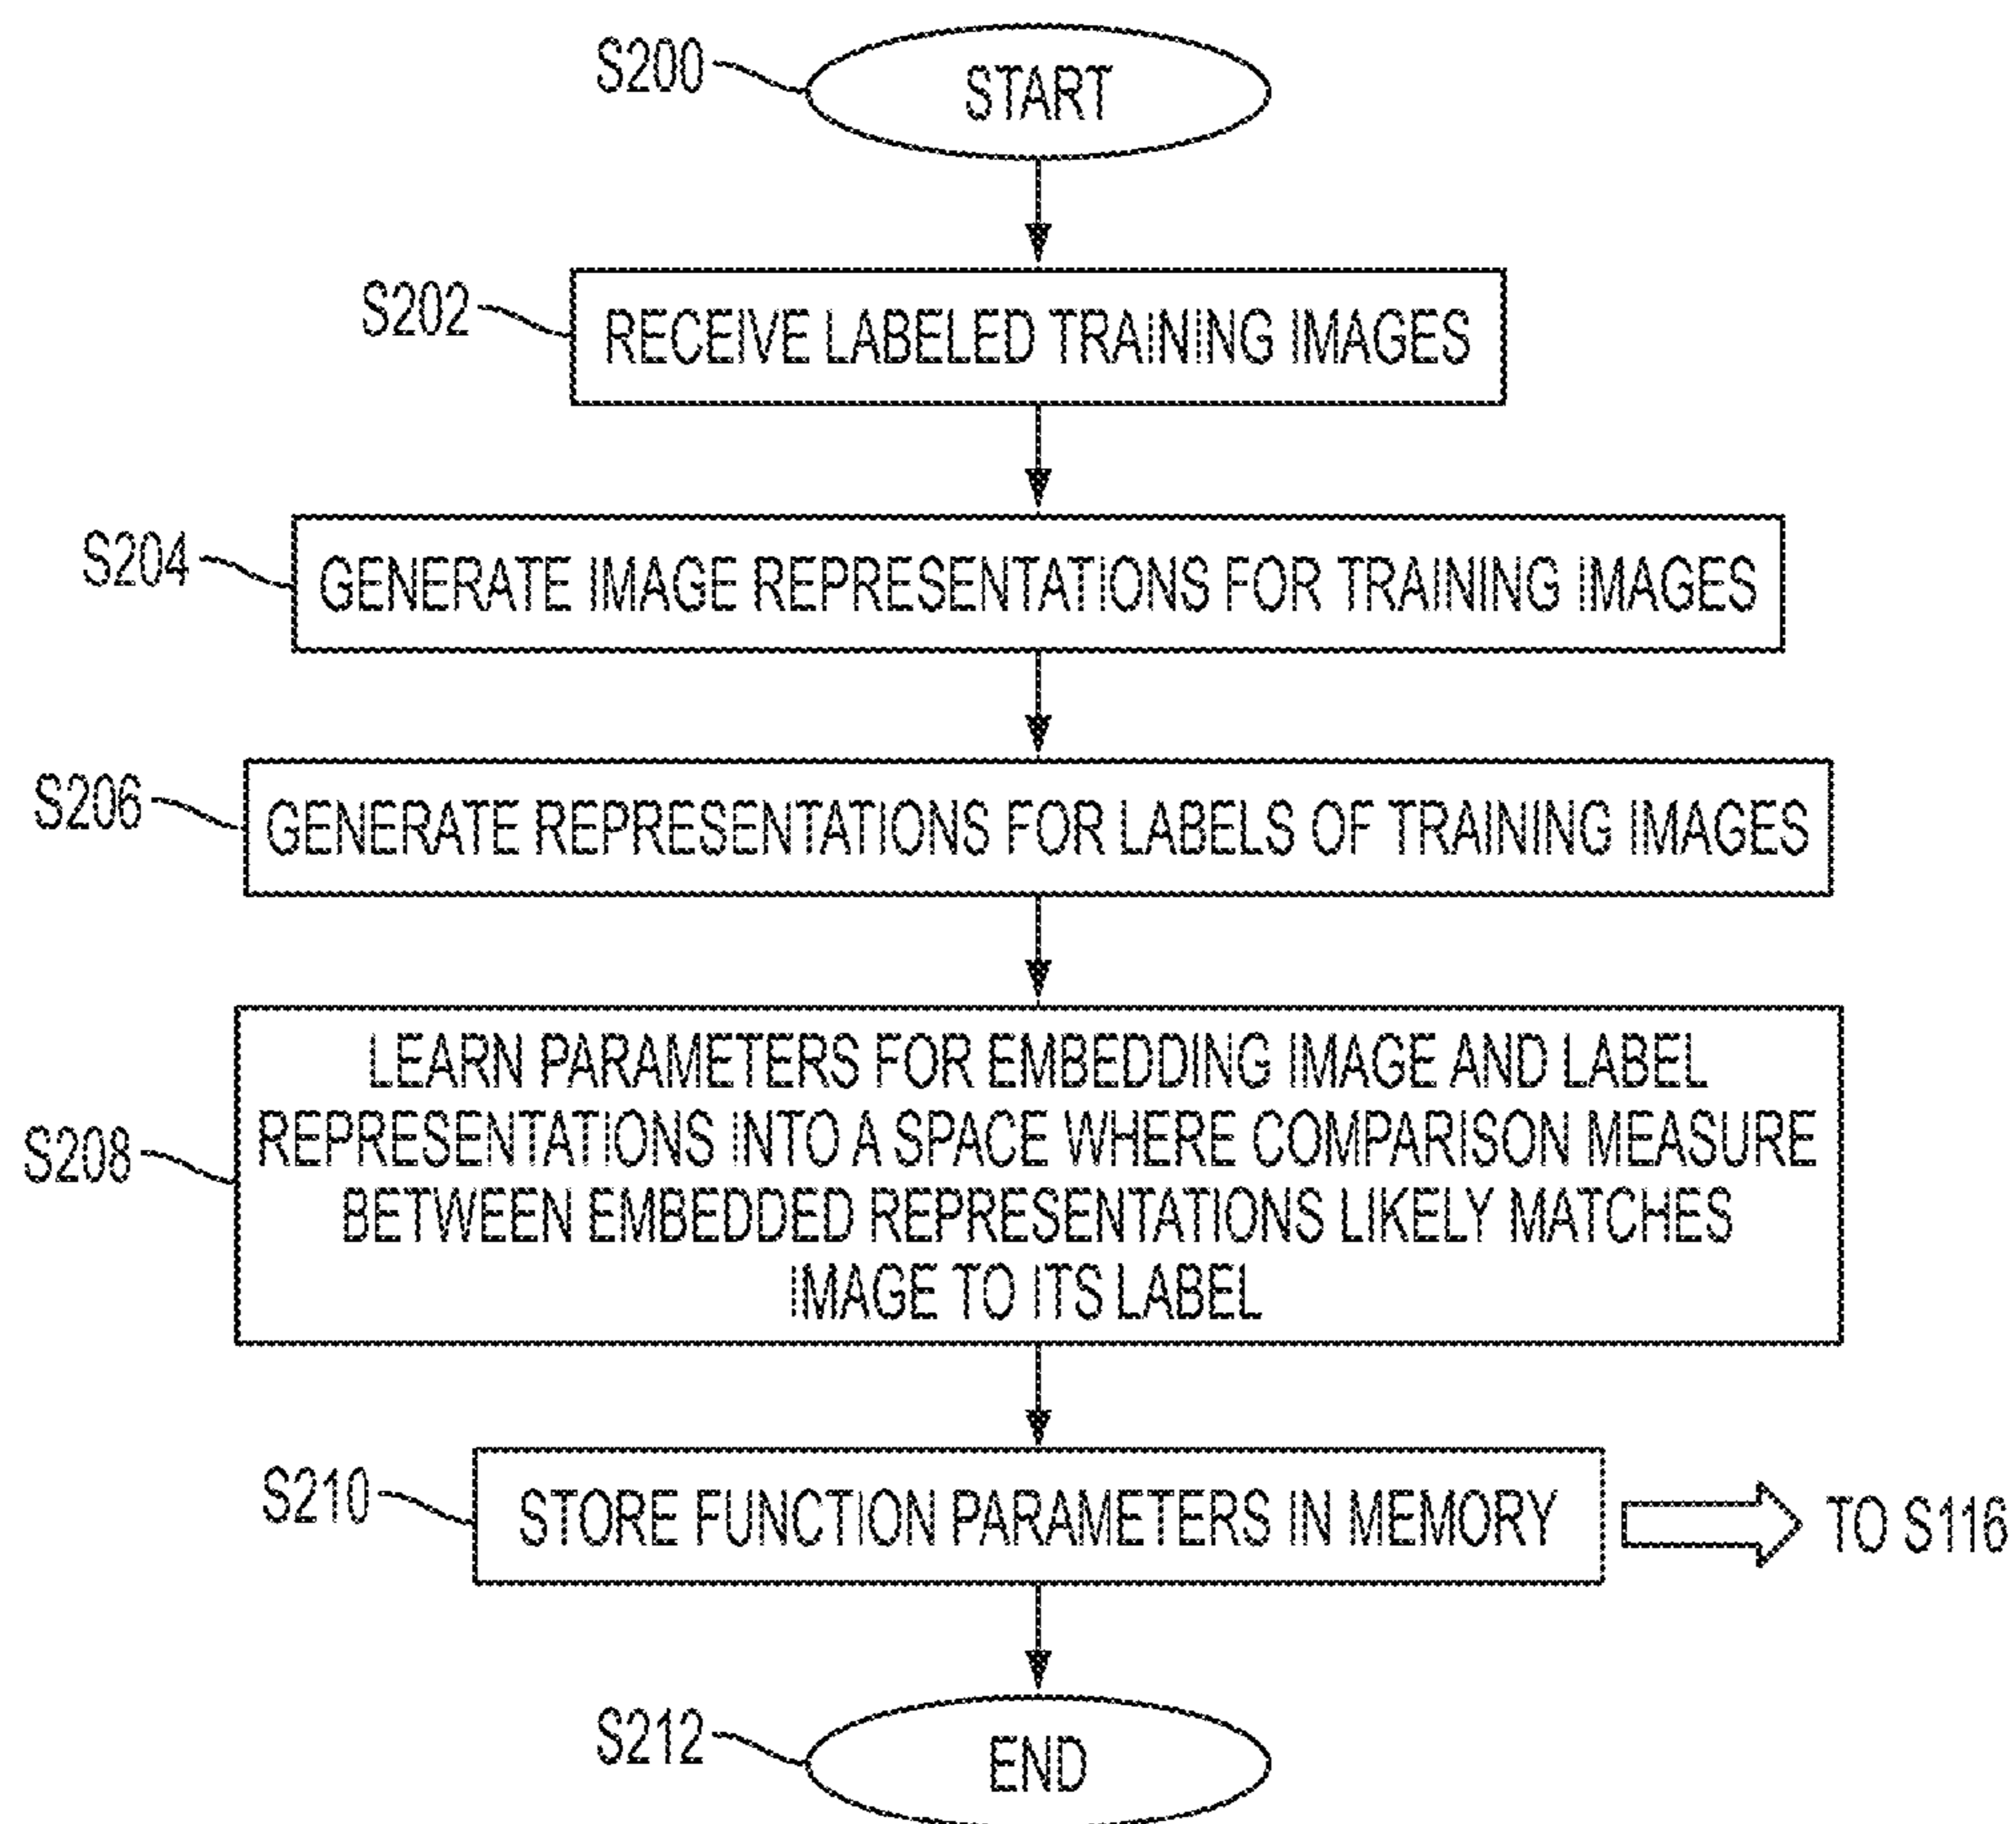 S200
START
S202
RECEIVE LABELED TRAINING IMAGES
S204
GENERATE IMAGE REPRESENTATIONS FOR TRAINING IMAGES
S206
GENERATE REPRESENTATIONS FOR LABELS OF TRAINING IMAGES
S208
LEARN PARAMETERS FOR EMBEDDING IMAGE AND LABEL
REPRESENTATIONS INTO A SPACE WHERE COMPARISON MEASURE
BETWEEN EMBEDDED REPRESENTATIONS LIKELY MATCHES
IMAGE TO ITS LABEL
S210
STORE FUNCTION PARAMETERS IN MEMORY
TO S116
S212
END